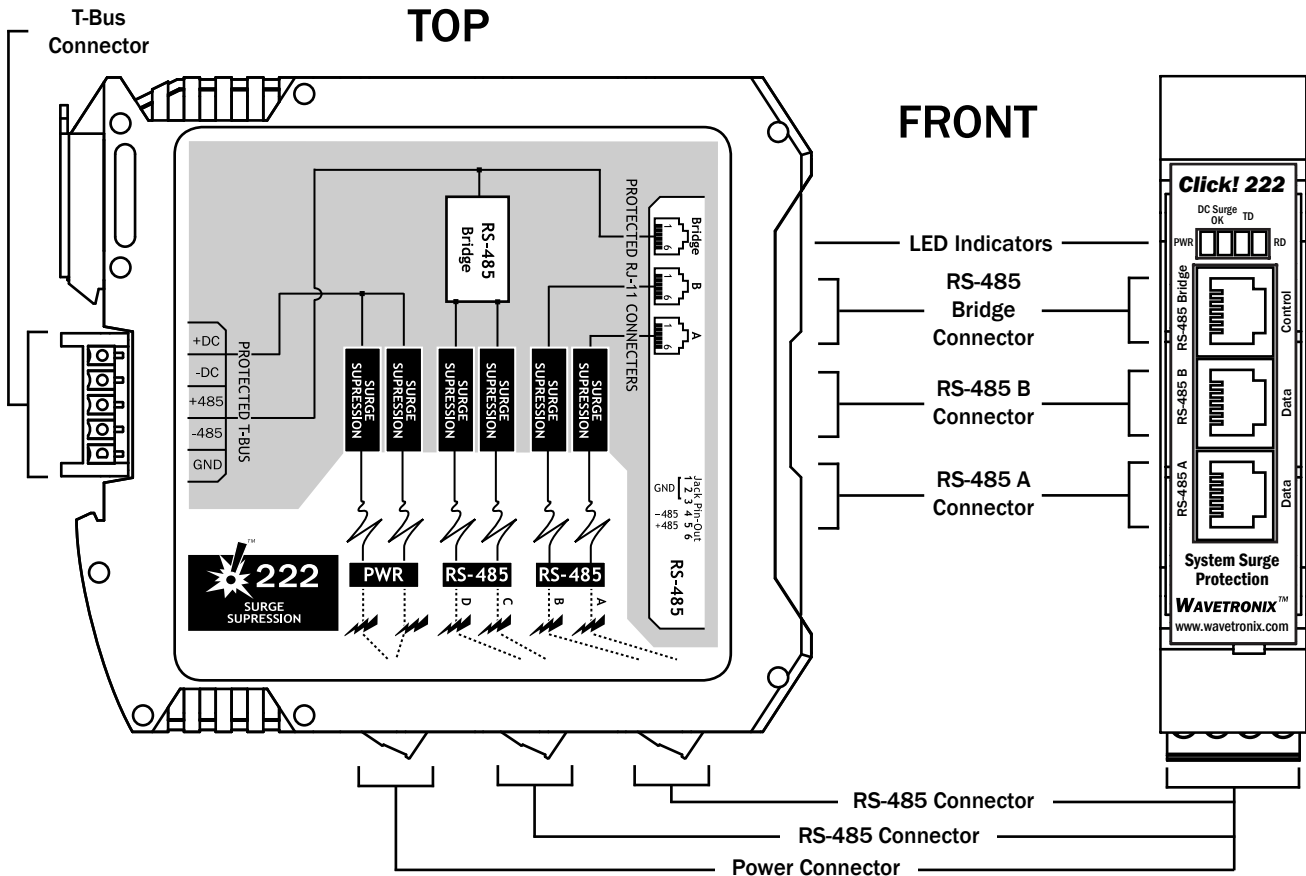 T-Bus
Connector
TOP
FRONT
PROTECTED RJ-11 CONNECTERS
Bridge
1 6
B
1 6
A
1 6
RS-485
Bridge
+DC
-DC
+485
-485
GND
PROTECTED T-BUS
SURGE
SUPRESSION
SURGE
SUPRESSION
SURGE
SUPRESSION
SURGE
SUPRESSION
SURGE
SUPRESSION
SURGE
SUPRESSION
Jack Pin-Out
1 2 3 4 5 6
GND
-485
+485
RS-485
PWR
RS-485
RS-485
D
C
B
A
™
222
SURGE
SUPRESSION
LED Indicators
RS-485
Bridge
Connector
RS-485 B
Connector
RS-485 A
Connector
Click! 222
DC Surge
OK
TD
PWR
RD
RS-485 Bridge
Control
RS-485 B
Data
RS-485 A
Data
System Surge
Protection
WAVETRONIX™
www.wavetronix.com
RS-485 Connector
RS-485 Connector
Power Connector